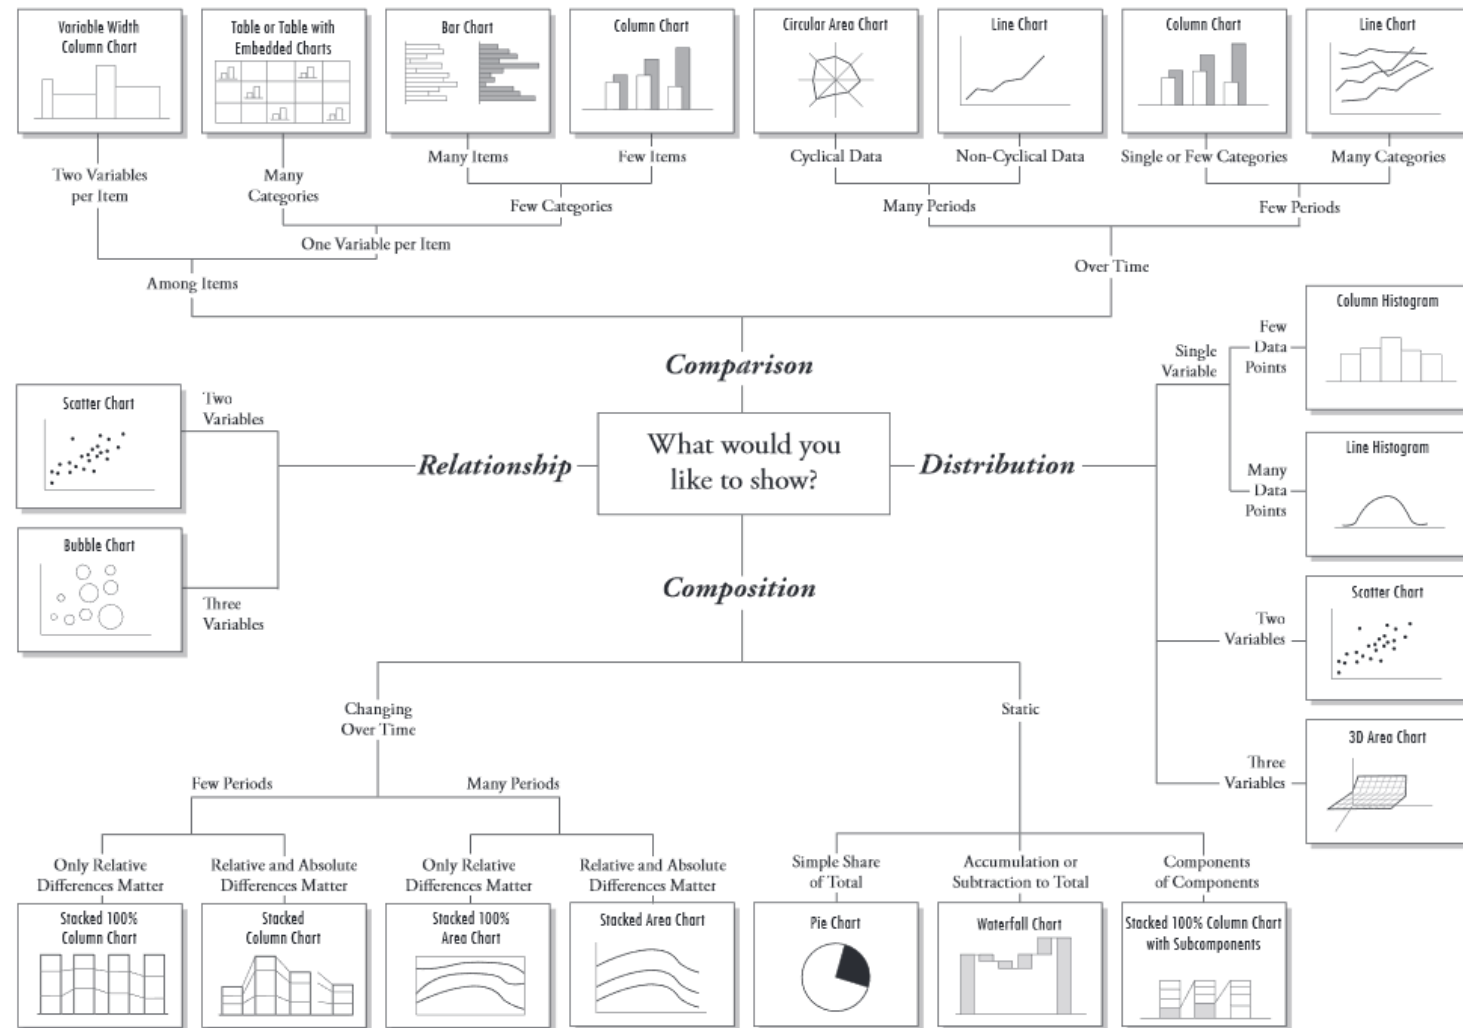 Variable Width
Column Chart
Table or Table with
Embedded Charts
Bar Chart
Column Chart
Circular Area Chart
Line Chart
Column Chart
Line Chart
Two Variables
per Item
Many
Categories
Many Items
Few Items
Cyclical Data
Non-Cyclical Data
Single or Few Categories
Many Categories
Few Categories
Many Periods
Few Periods
One Variable per Item
Among Items
Over Time
Comparison
What would you
like to show?
Relationship
Two
Variables
Scatter Chart
Three
Variables
Bubble Chart
Distribution
Single
Variable
Few
Data
Points
Column Histogram
Many
Data
Points
Line Histogram
Two
Variables
Scatter Chart
Three
Variables
3D Area Chart
Composition
Changing
Over Time
Static
Few Periods
Many Periods
Only Relative
Differences Matter
Relative and Absolute
Differences Matter
Only Relative
Differences Matter
Relative and Absolute
Differences Matter
Simple Share
of Total
Accumulation or
Subtraction to Total
Components
of Components
Stacked 100%
Column Chart
Stacked
Column Chart
Stacked 100%
Area Chart
Stacked Area Chart
Pie Chart
Waterfall Chart
Stacked 100% Column Chart
with Subcomponents